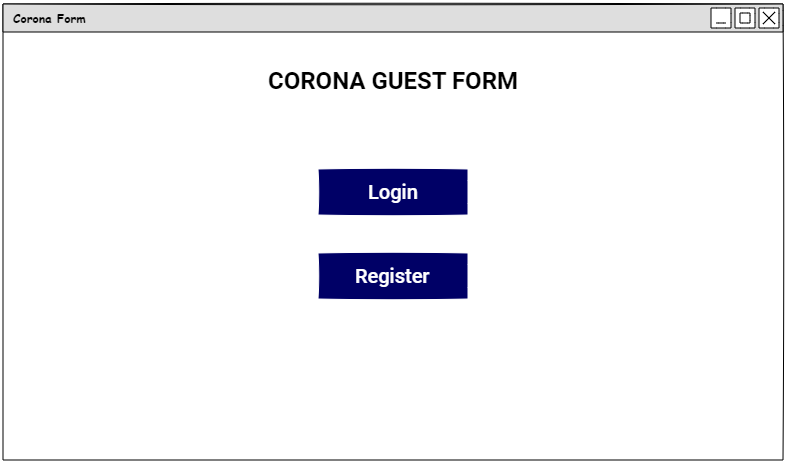 Corona Form
CORONA GUEST FORM
Login
Register